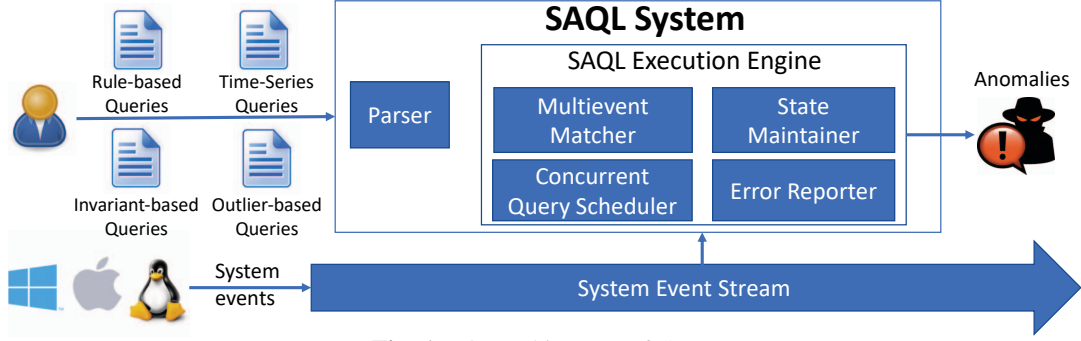 SAQL System
SAQL Execution Engine
Rule-based
Queries
Time-Series
Queries
Invariant-based
Queries
Outlier-based
Queries
Parser
Multievent
Matcher
State
Maintainer
Concurrent
Query Scheduler
Error Reporter
Anomalies
System
events
System Event Stream